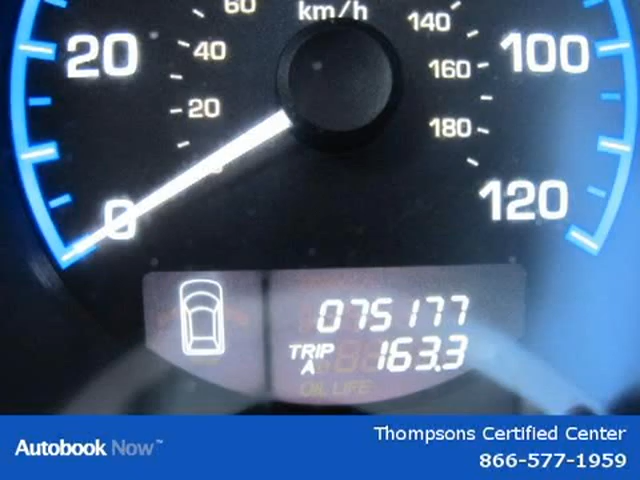 60 km/h 140
20 40 160 100
20 180
0 120
075177
TRIP A 163.3
OIL LIFE
Autobook Now™
Thompsons Certified Center
866-577-1959